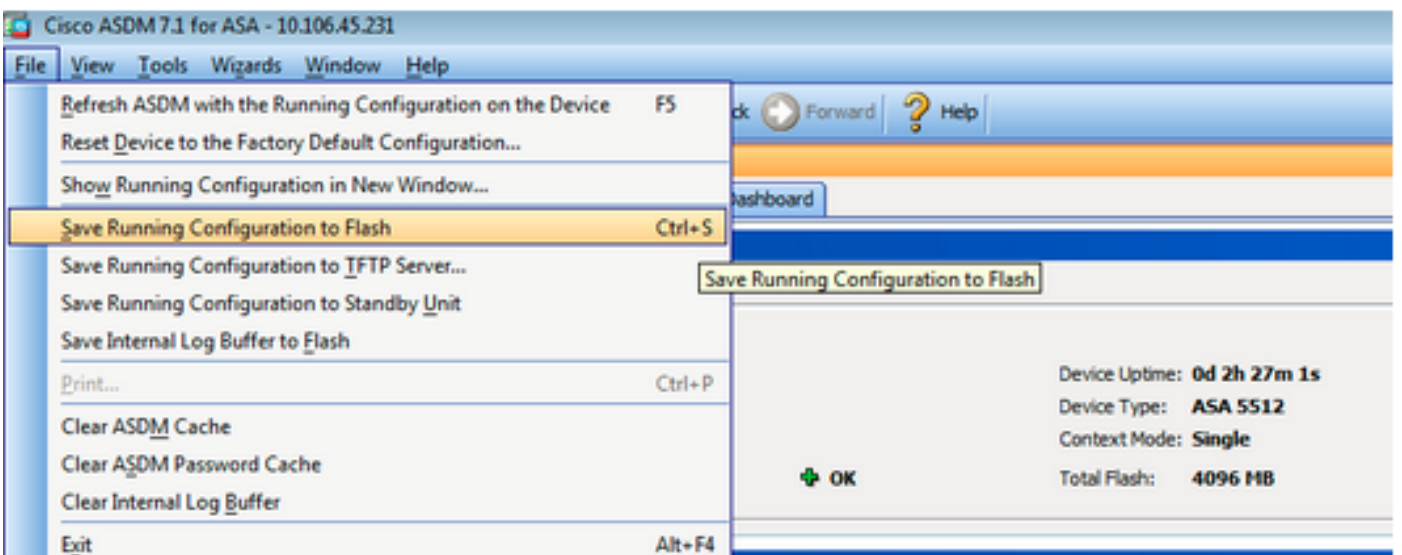 Cisco ASDM 7.1 for ASA - 10.106.45.231
File View Tools Wizards Window Help
Refresh ASDM with the Running Configuration on the Device F5
ck Forward Help
Reset Device to the Factory Default Configuration...
Show Running Configuration in New Window...
Dashboard
Save Running Configuration to Flash Ctrl+S
Save Running Configuration to TFTP Server...
Save Running Configuration to Flash
Save Running Configuration to Standby Unit
Save Internal Log Buffer to Flash
Print... Ctrl+P
Clear ASDM Cache
Clear ASDM Password Cache
Clear Internal Log Buffer
Exit Alt+F4
OK
Device Uptime: 0d 2h 27m 1s
Device Type: ASA 5512
Context Mode: Single
Total Flash: 4096 MB